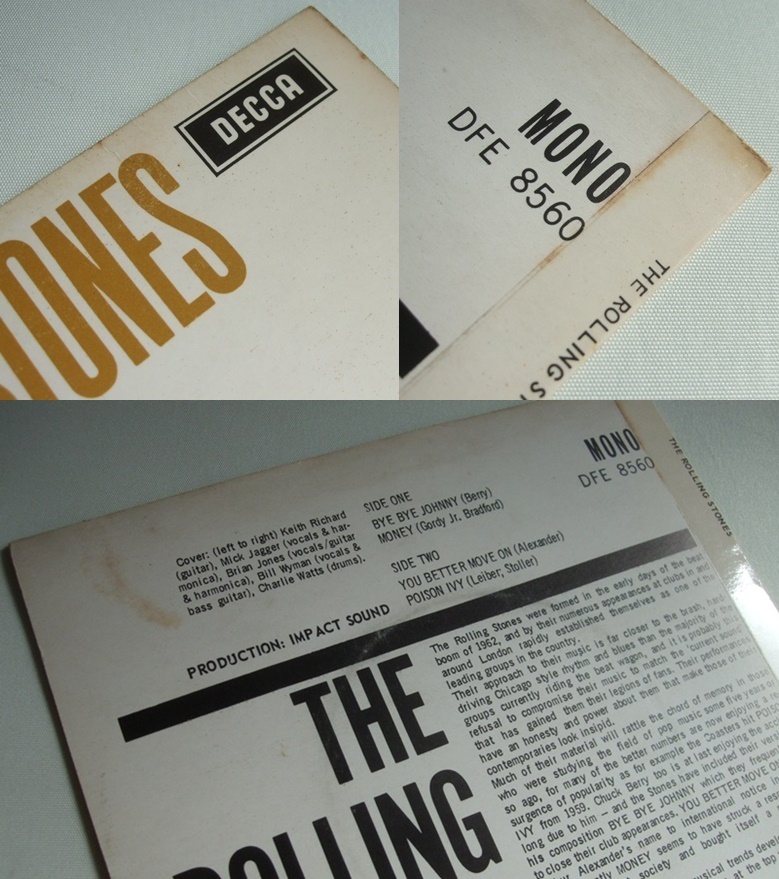 DECCA
STONES
MONO
DFE 8560
THE ROLLING
MONO
DFE 8560
THE ROLLING STONES
Cover: (left to right) Keith Richard
(guitar), Mick Jagger (vocals & har-
monica), Brian Jones (vocals/guitar
& harmonica), Bill Wyman (vocals &
bass guitar), Charlie Watts (drums).
SIDE ONE
BYE BYE JOHNNY (Berry)
MONEY (Gordy Jr. Bradford)
SIDE TWO
YOU BETTER MOVE ON (Alexander)
POISON IVY (Leiber, Stoller)
PRODUCTION: IMPACT SOUND
THE
ROLLING
The Rolling Stones were formed in the early days of the beat
boom of 1962, and by their numerous appearances at clubs in and
around London rapidly established themselves as one of the
leading groups in the country.
Their approach to their music is far closer to the brash, hard
driving Chicago style rhythm and blues than the majority of the
groups currently riding the beat wagon, and it is probably this
refusal to compromise their music to match the 'current sound'
that has gained them their legions of fans. Their performances
have an honesty and power about them that make those of their
contemporaries look insipid.
Much of their material will rattle the chord of memory in those
who were studying the field of pop music some five years or
so ago, for many of the better numbers are now enjoying a
surgence of popularity as for example the Coasters hit POISON
IVY from 1959. Chuck Berry too is at last enjoying the
long due to him — and the Stones have included their
his composition BYE BYE JOHNNY which they
to close their club appearances. YOU BETTER MOVE ON
Alexander's name to international notice
MONEY seems to have struck a
society and bought itself a
musical trends
at the top